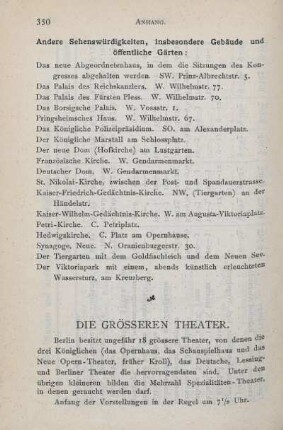 350 ANHANG.
Andere Sehenswürdigkeiten, insbesondere Gebäude und
öffentliche Gärten:
Das neue Abgeordnetenhaus, in dem die Sitzungen des Kon-
gresses abgehalten werden. SW. Prinz-Albrechtstr. 5.
Das Palais des Reichskanzlers. W. Wilhelmstr. 77.
Das Palais des Fürsten Pless. W. Wilhelmstr. 70.
Das Borsigsche Palais. W. Vossstr. 1.
Pringsheimsches Haus. W. Wilhelmstr. 67.
Das Königliche Polizeipräsidium. SO. am Alexanderplatz.
Der Königliche Marstall am Schlossplatz.
Der neue Dom (Hofkirche) am Lustgarten.
Französische Kirche. W. Gendarmenmarkt.
Deutscher Dom. W. Gendarmenmarkt.
St. Nikolai-Kirche, zwischen der Post- und Spandauerstrasse.
Kaiser-Friedrich-Gedächtnis-Kirche. NW, (Tiergarten) an der
Händelstr.
Kaiser-Wilhelm-Gedächtnis-Kirche. W. am Augusta-Viktoriaplatz.
Petri-Kirche. C. Petriplatz.
Hedwigskirche. C. Platz am Opernhause.
Synagoge, Neue. N. Oranienburgerstr. 30.
Der Tiergarten mit dem Goldfischteich und dem Neuen See.
Der Viktoriapark mit einem, abends künstlich erleuchteten
Wassersturz, am Kreuzberg.
DIE GRÖSSEREN THEATER.
Berlin besitzt ungefähr 18 grössere Theater, von denen die
drei Königlichen (das Opernhaus, das Schauspielhaus und das
Neue Opern-Theater, früher Kroll), das Deutsche, Lessing-
und Berliner Theater die hervorragendsten sind. Unter den
übrigen kleineren bilden die Mehrzahl Spezialitäten-Theater,
in denen geraucht werden darf.
Anfang der Vorstellungen in der Regel um 7½ Uhr.